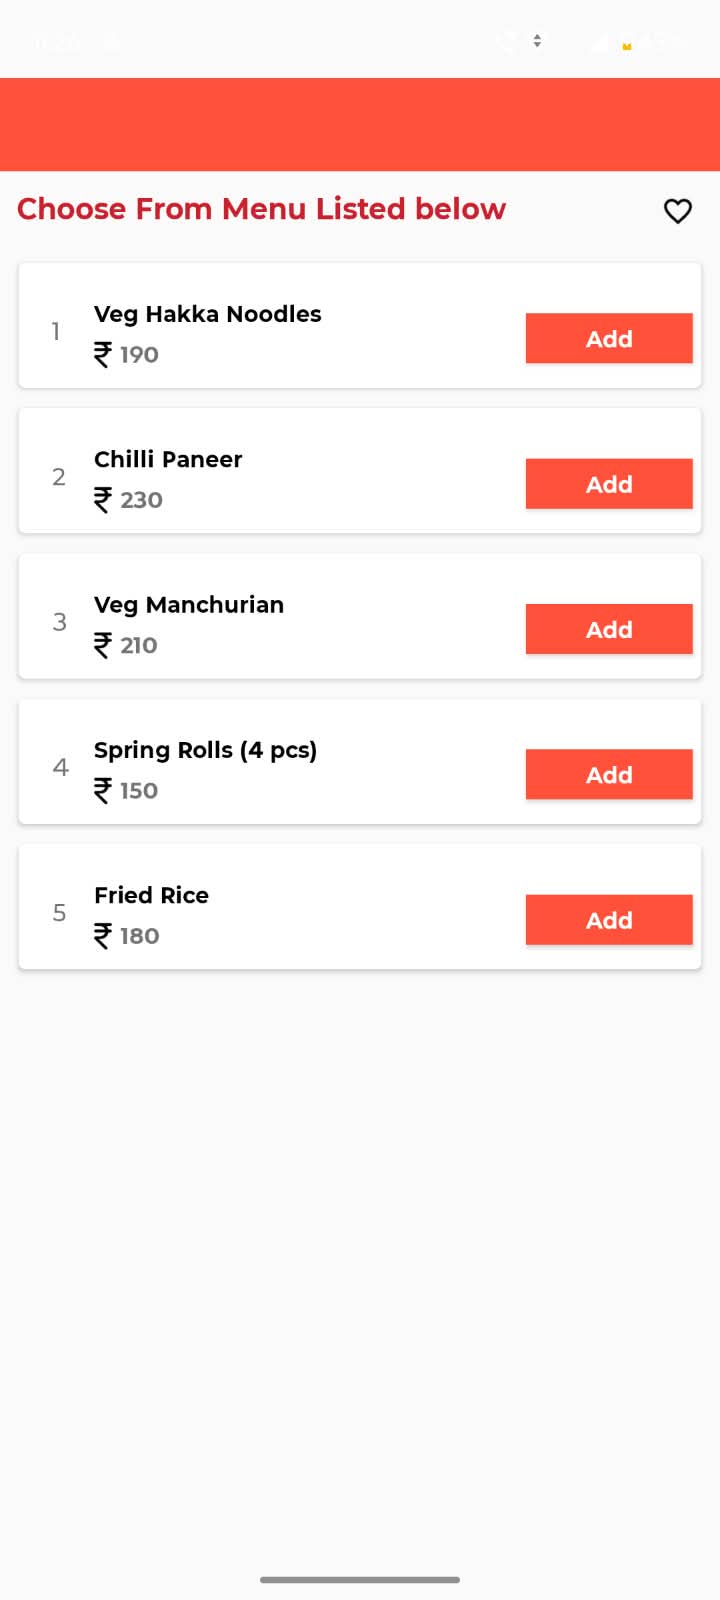 Choose From Menu Listed below
1
Veg Hakka Noodles
₹ 190
Add
2
Chilli Paneer
₹ 230
Add
3
Veg Manchurian
₹ 210
Add
4
Spring Rolls (4 pcs)
₹ 150
Add
5
Fried Rice
₹ 180
Add